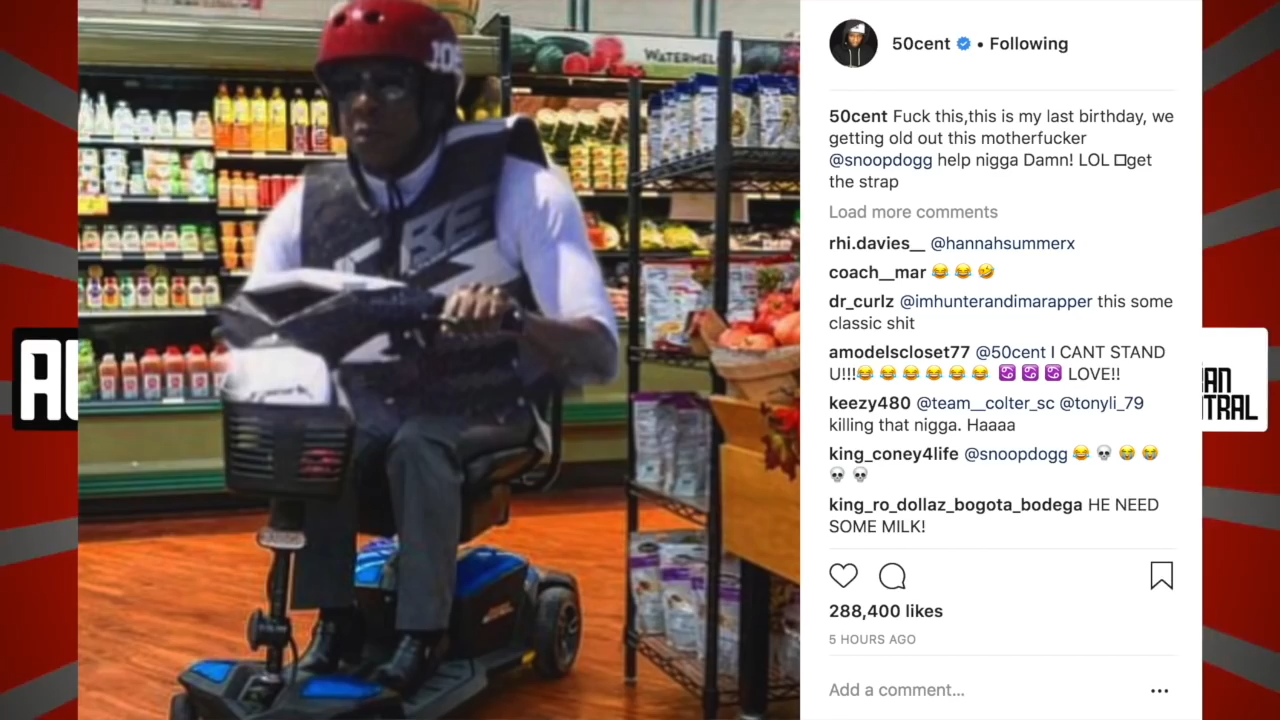 50cent • Following
50cent Fuck this,this is my last birthday, we
getting old out this motherfucker
@snoopdogg help nigga Damn! LOL □get
the strap
Load more comments
rhi.davies__ @hannahsummerx
coach__mar 😂 😂 🤣
dr_curlz @imhunterandimarapper this some
classic shit
amodelscloset77 @50cent I CANT STAND
U!!!😂 😂 😂 😂 😂 😂 ♋ ♋ ♋ LOVE!!
keezy480 @team__colter_sc @tonyli_79
killing that nigga. Haaaa
king_coney4life @snoopdogg 😂 💀 😭 😭
💀 💀
king_ro_dollaz_bogota_bodega HE NEED
SOME MILK!
288,400 likes
5 HOURS AGO
Add a comment...
WATERMEL
JOE
BE